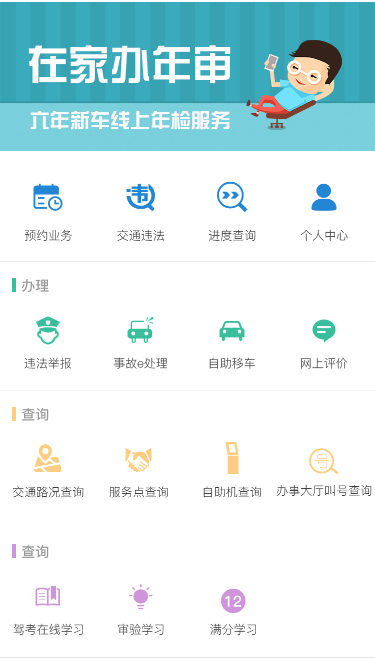 在家办年审
六年新车线上年检服务
预约业务 交通违法 进度查询 个人中心
办理
违法举报 事故e处理 自助移车 网上评价
查询
交通路况查询 服务点查询 自助机查询 办事大厅叫号查询
查询
12
驾考在线学习 审验学习 满分学习